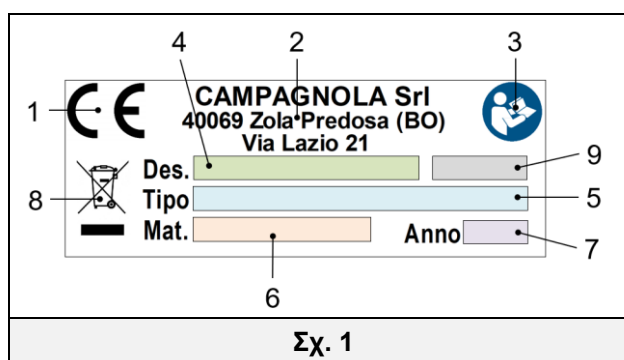 4 2 3
1 CE CAMPAGNOLA Srl
40069 Zola Predosa (BO)
Via Lazio 21
Des. 9
8 Tipo 5
Mat. Anno 7
6
Σχ. 1